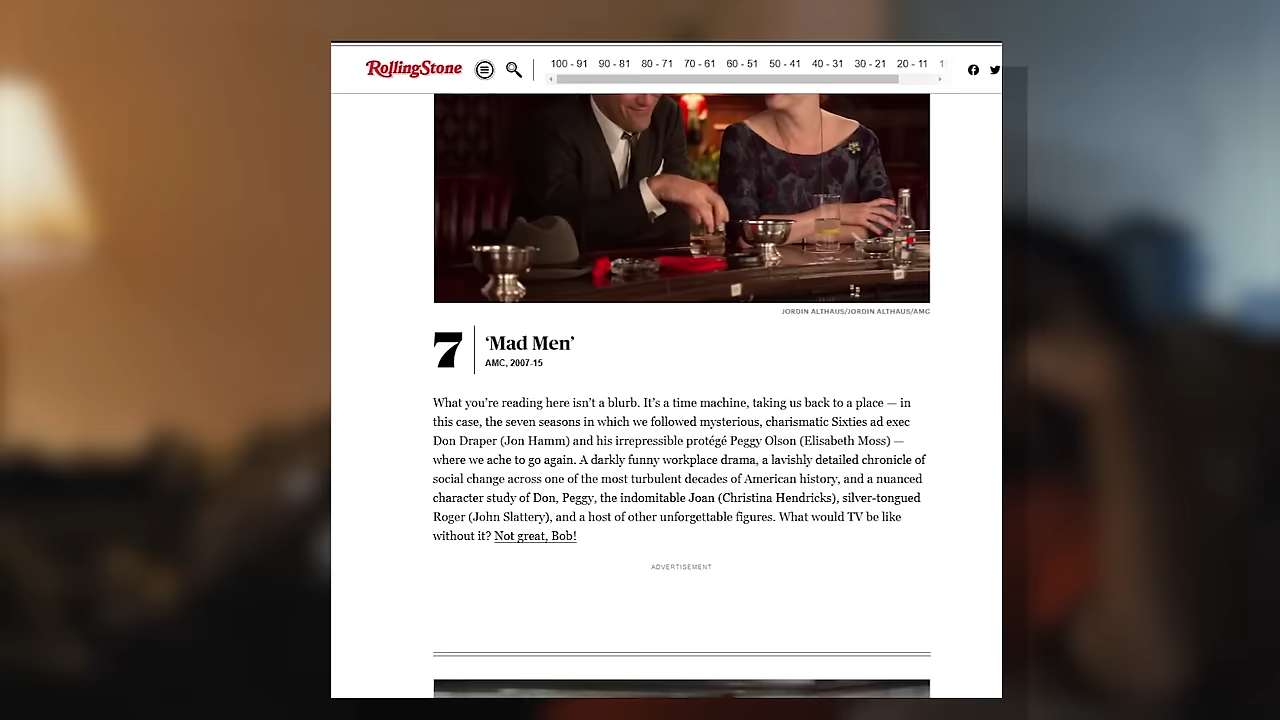 RollingStone
100 - 91 90 - 81 80 - 71 70 - 61 60 - 51 50 - 41 40 - 31 30 - 21 20 - 11
JORDIN ALTHAUS/JORDIN ALTHAUS/AMC
7
‘Mad Men’
AMC, 2007-15
What you’re reading here isn’t a blurb. It’s a time machine, taking us back to a place — in
this case, the seven seasons in which we followed mysterious, charismatic Sixties ad exec
Don Draper (Jon Hamm) and his irrepressible protégé Peggy Olson (Elisabeth Moss) —
where we ache to go again. A darkly funny workplace drama, a lavishly detailed chronicle of
social change across one of the most turbulent decades of American history, and a nuanced
character study of Don, Peggy, the indomitable Joan (Christina Hendricks), silver-tongued
Roger (John Slattery), and a host of other unforgettable figures. What would TV be like
without it? Not great, Bob!
ADVERTISEMENT